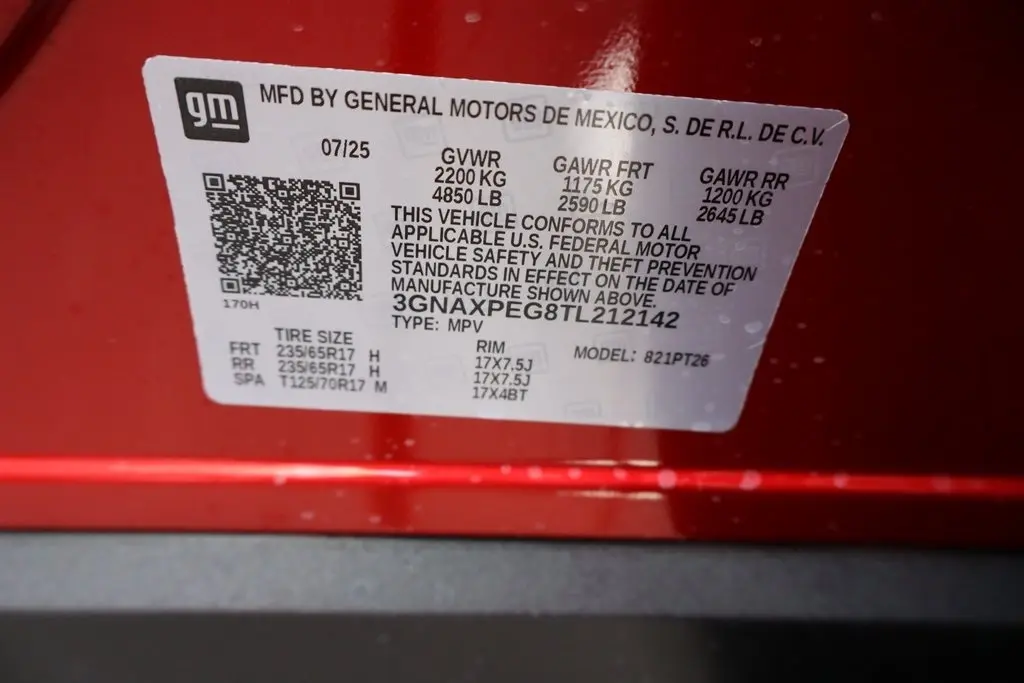 gm MFD BY GENERAL MOTORS DE MEXICO, S. DE R.L. DE C.V.
07/25
GVWR GAWR FRT GAWR RR
2200 KG 1175 KG 1200 KG
4850 LB 2590 LB 2645 LB
THIS VEHICLE CONFORMS TO ALL
APPLICABLE U.S. FEDERAL MOTOR
VEHICLE SAFETY AND THEFT PREVENTION
STANDARDS IN EFFECT ON THE DATE OF
MANUFACTURE SHOWN ABOVE.
170H
3GNAXPEG8TL212142
TYPE: MPV
TIRE SIZE RIM MODEL: 821PT26
FRT 235/65R17 H 17X7.5J
RR 235/65R17 H 17X7.5J
SPA T125/70R17 M 17X4BT